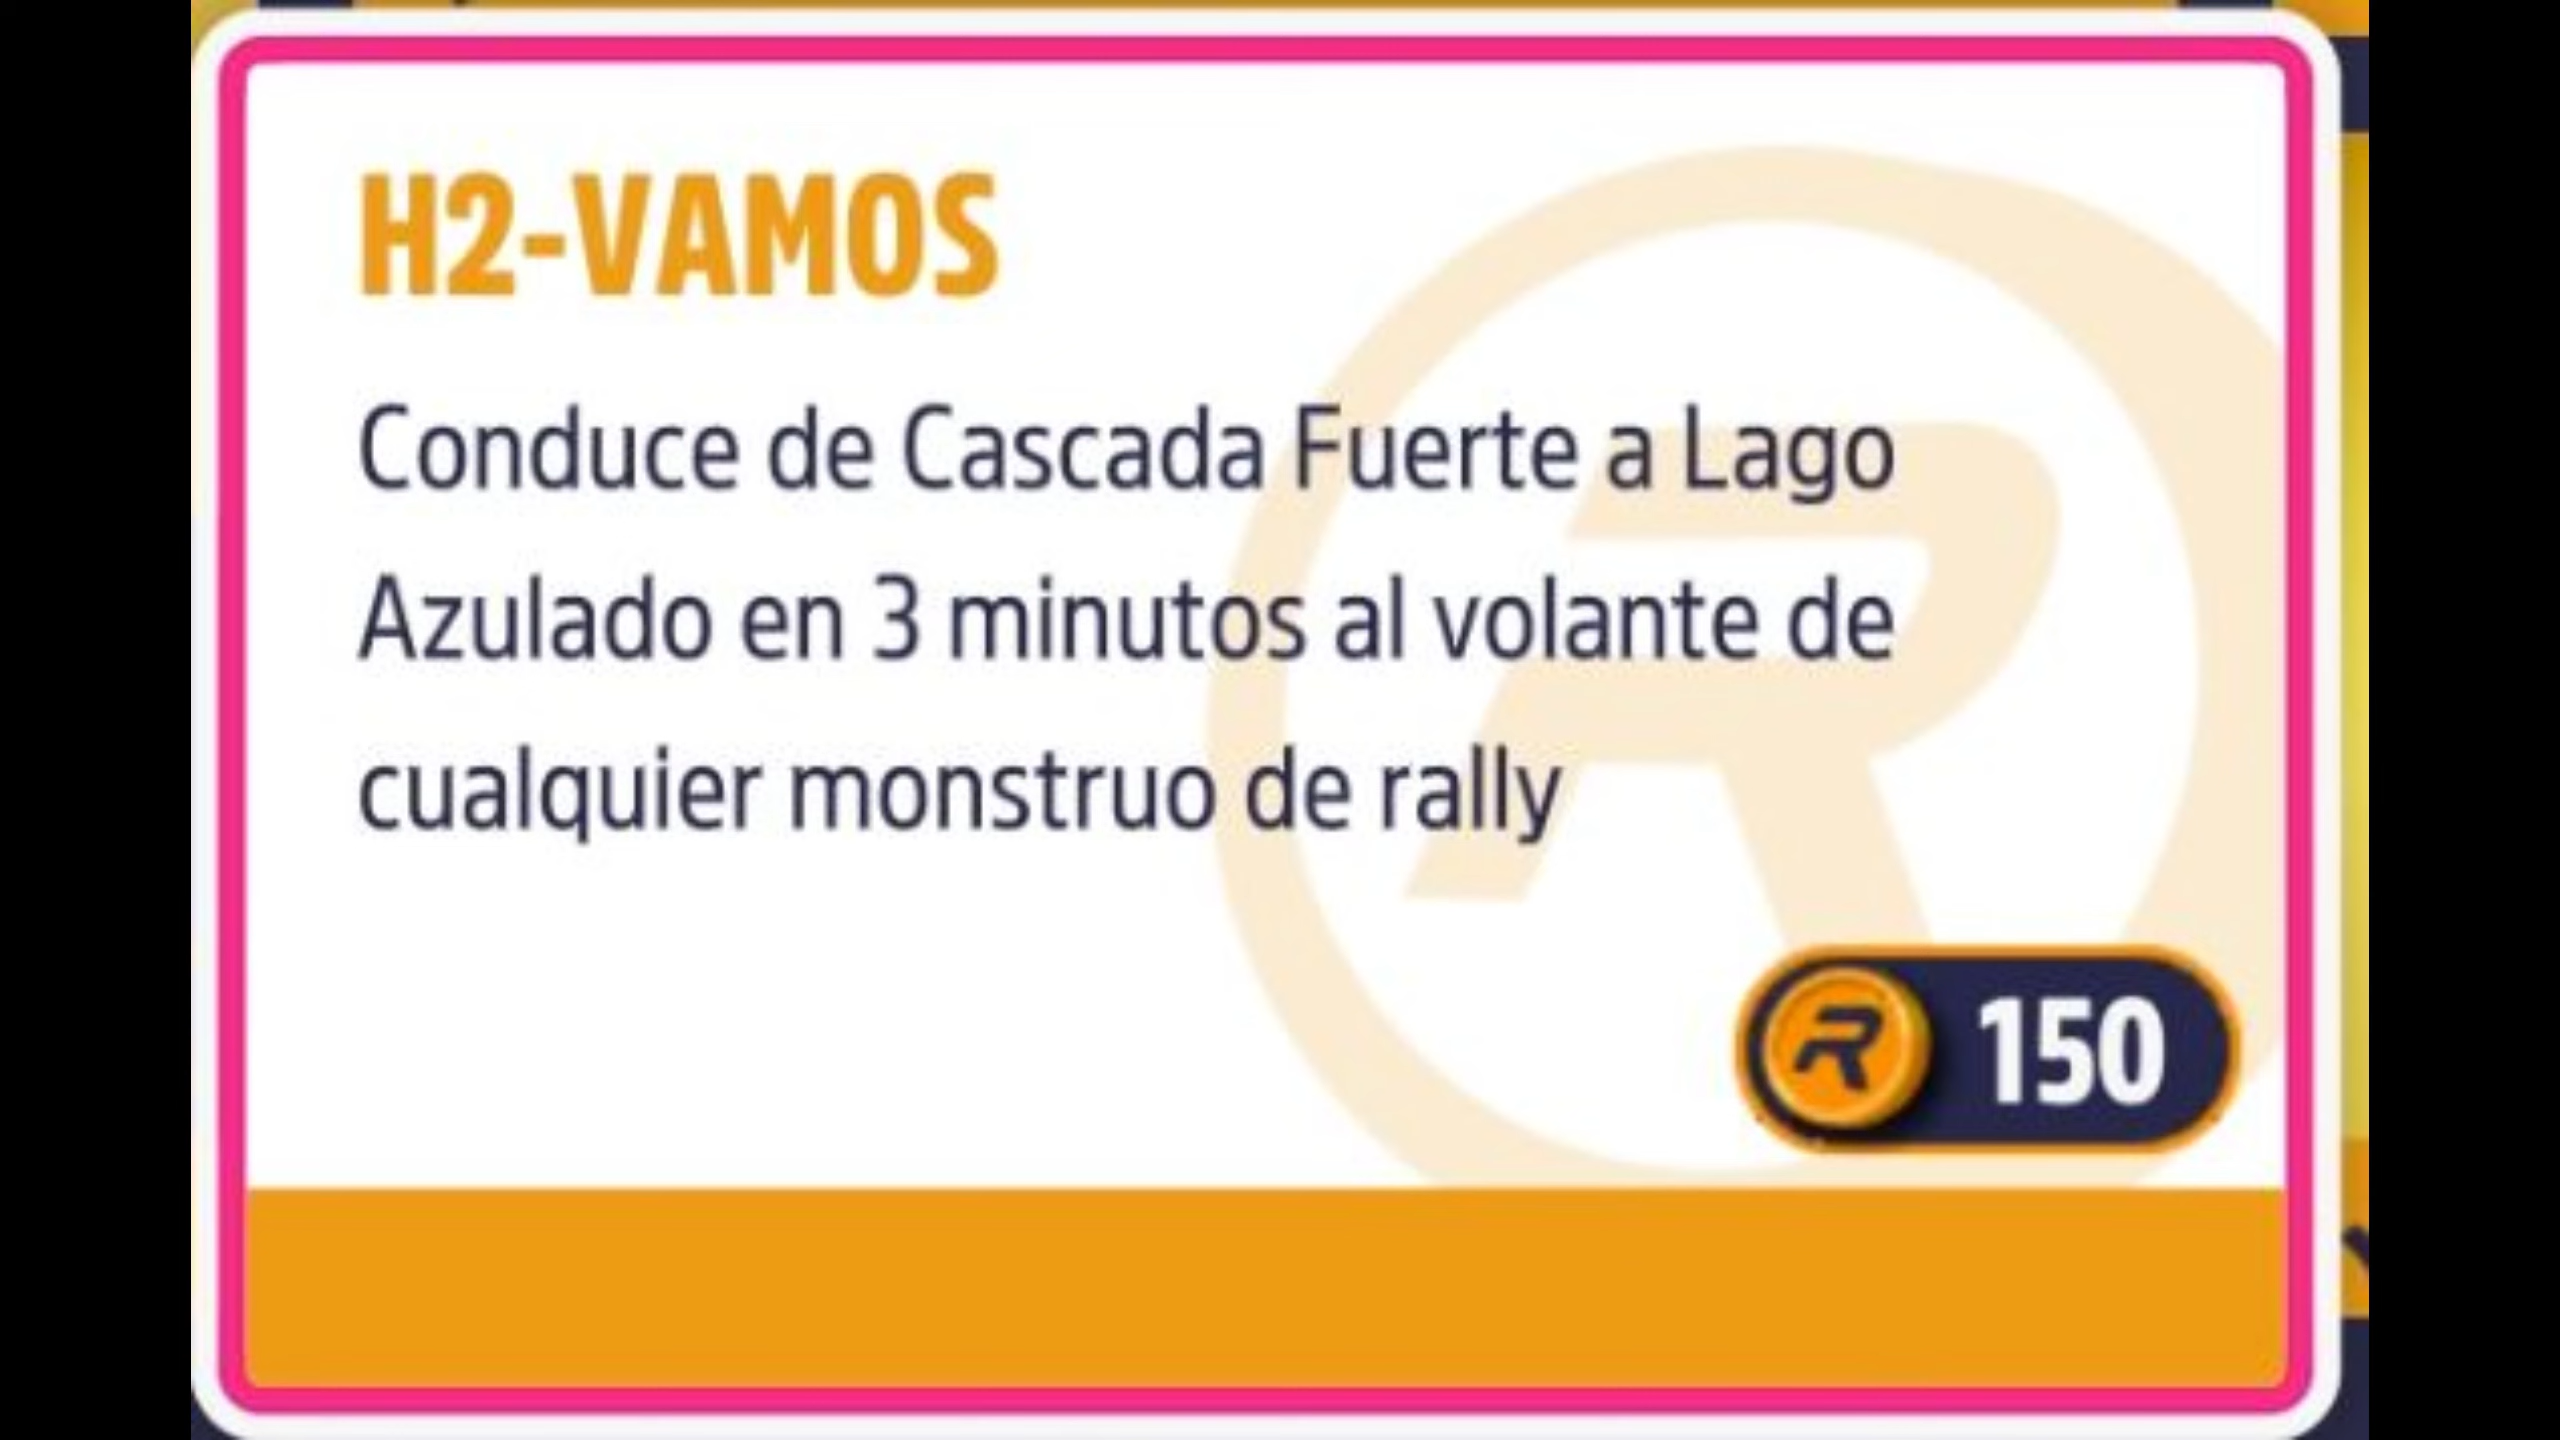 H2-VAMOS
Conduce de Cascada Fuerte a Lago
Azulado en 3 minutos al volante de
cualquier monstruo de rally
R
R 150